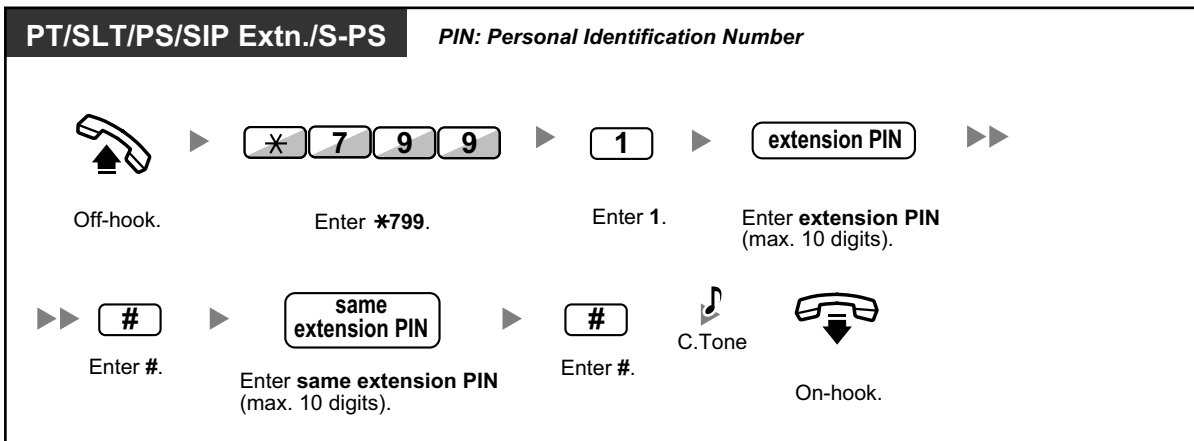 PT/SLT/PS/SIP Extn./S-PS PIN: Personal Identification Number
* 7 9 9 1 extension PIN
Off-hook. Enter *799. Enter 1. Enter extension PIN
(max. 10 digits).
# same
extension PIN #
C.Tone
Enter #. Enter same extension PIN
(max. 10 digits). Enter #. On-hook.